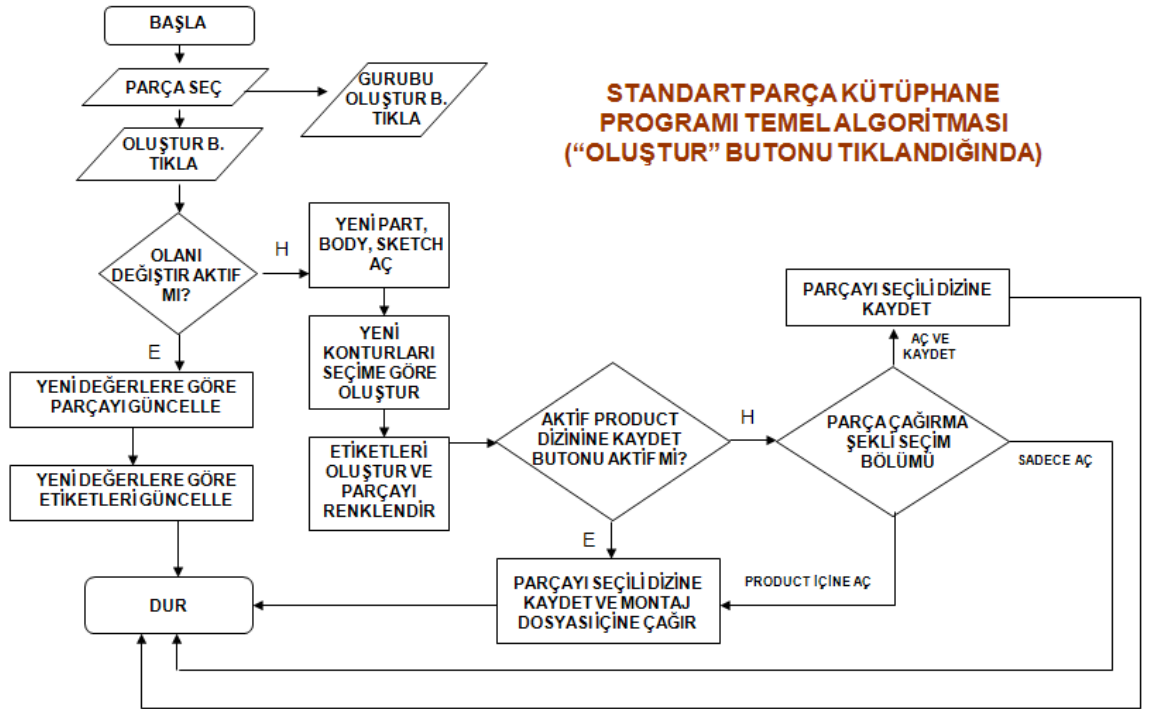 BAŞLA
PARÇA SEÇ
GURUBU
OLUŞTUR B.
TIKLA
STANDART PARÇA KÜTÜPHANE
PROGRAMI TEMEL ALGORİTMASI
(“OLUŞTUR” BUTONU TIKLANDIĞINDA)
OLUŞTUR B.
TIKLA
OLANI
DEĞİŞTIR AKTIF
MI?
H
YENİ PART,
BODY, SKETCH
AÇ
E
YENİ DEĞERLERE GÖRE
PARÇAYI GÜNCELLE
YENİ DEĞERLERE GÖRE
ETİKETLERİ GÜNCELLE
YENİ
KONTURLARI
SEÇİME GÖRE
OLUŞTUR
ETİKETLERİ
OLUŞTUR VE
PARÇAYI
RENKLENDİR
AKTİF PRODUCT
DİZİNİNE KAYDET
BUTONU AKTİF Mİ?
H
PARÇAYI SEÇİLİ DİZİNE
KAYDET
AÇ VE
KAYDET
PARÇA ÇAĞIRMA
ŞEKLİ SEÇİM
BÖLÜMÜ
SADECE AÇ
E
PRODUCT İÇİNE AÇ
PARÇAYI SEÇİLİ DİZİNE
KAYDET VE MONTAJ
DOSYASI İÇİNE ÇAĞIR
DUR